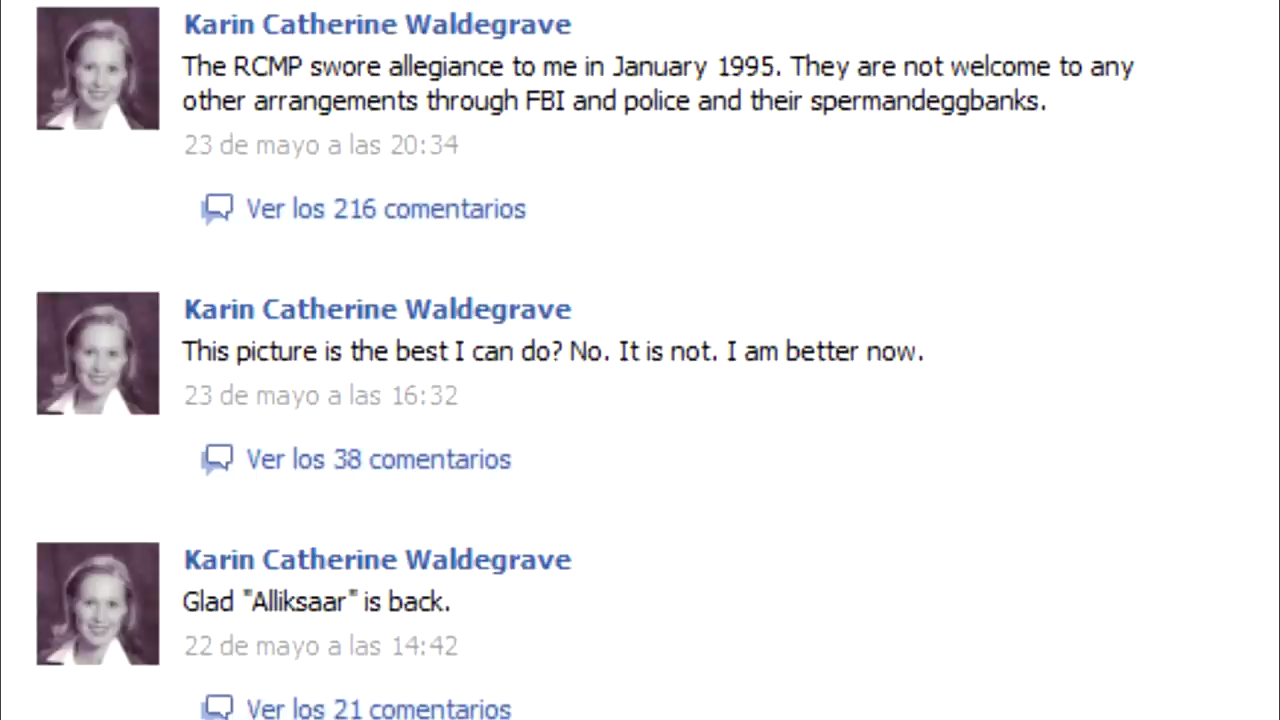 Karin Catherine Waldegrave
The RCMP swore allegiance to me in January 1995. They are not welcome to any
other arrangements through FBI and police and their spermandeggbanks.
23 de mayo a las 20:34
Ver los 216 comentarios
Karin Catherine Waldegrave
This picture is the best I can do? No. It is not. I am better now.
23 de mayo a las 16:32
Ver los 38 comentarios
Karin Catherine Waldegrave
Glad "Alliksaar" is back.
22 de mayo a las 14:42
Ver los 21 comentarios